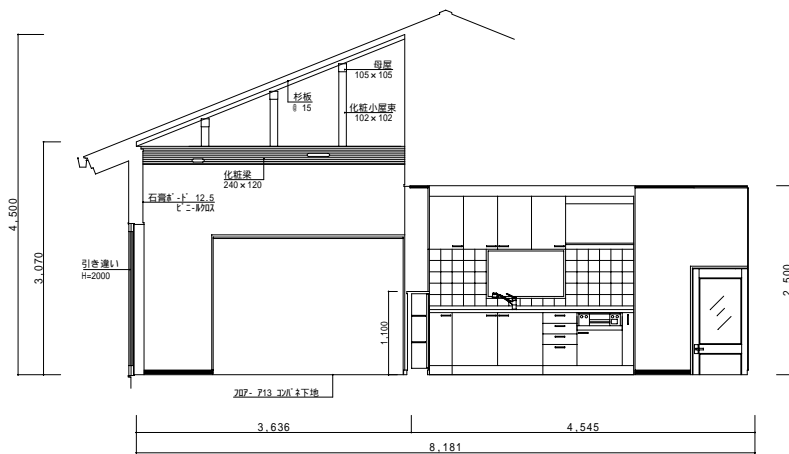 母屋
105×105
杉板
@ 15
化粧小屋束
102×102
化粧梁
240×120
石膏ﾎﾞｰﾄﾞ 12.5
ﾋﾞﾆｰﾙｸﾛｽ
4,500
3,070
引き違い
H=2000
1,100
2,500
ﾌﾛｱｰ ｱ13 ｺﾝﾊﾟﾈ下地
3,636
4,545
8,181